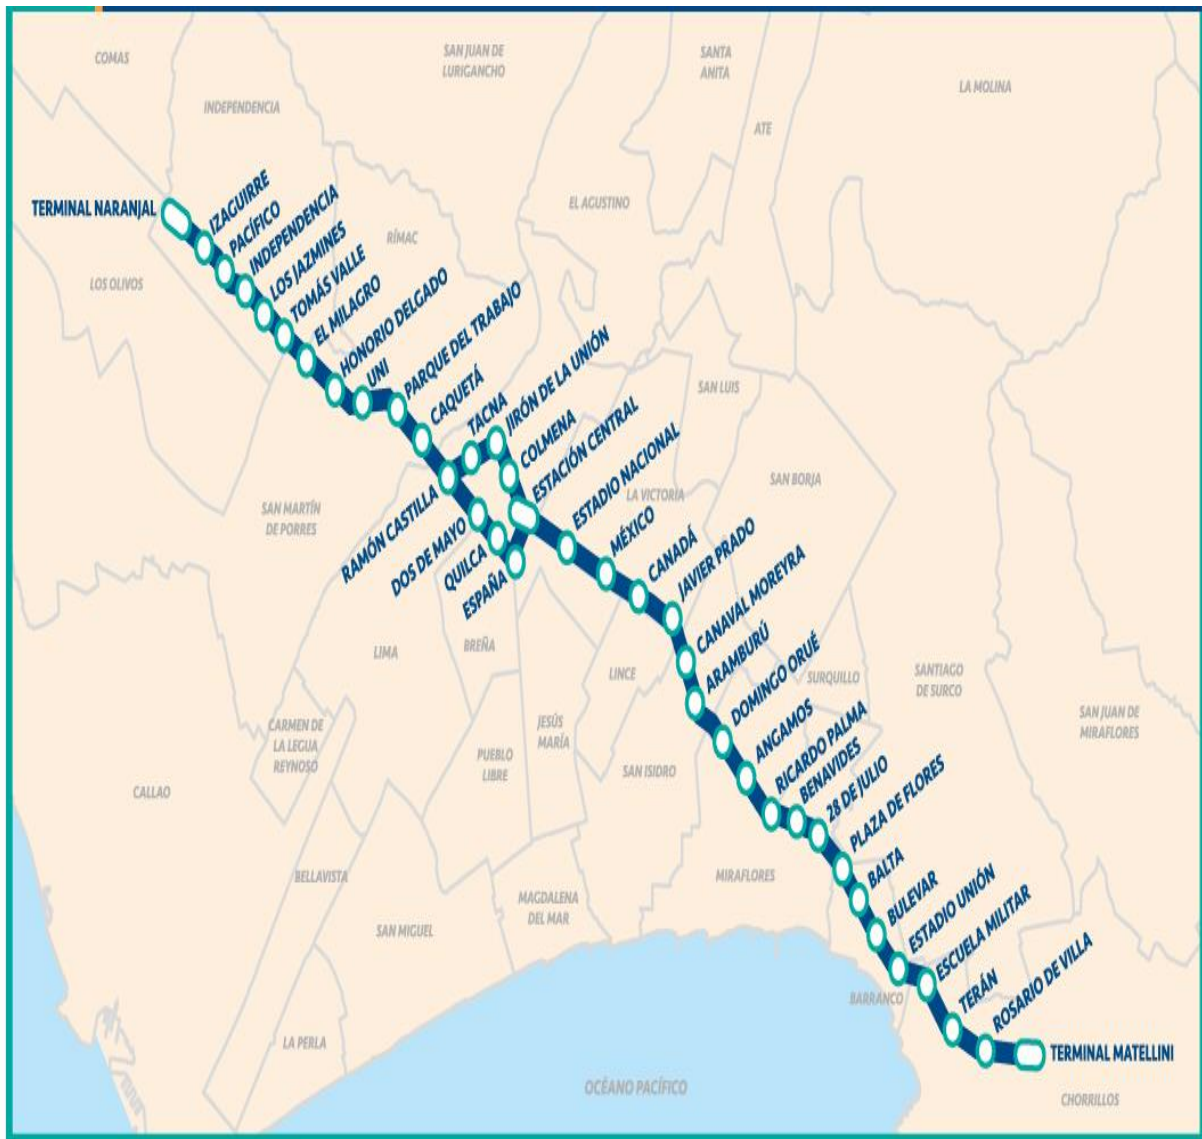 COMAS
SAN JUAN DE
LURIGANCHO
SANTA
ANITA
LA MOLINA
INDEPENDENCIA
ATE
EL AGUSTINO
RÍMAC
LOS OLIVOS
TERMINAL NARANJAL
IZAGUIRRE
PACÍFICO
INDEPENDENCIA
LOS JAZMINES
TOMÁS VALLE
EL MILAGRO
HONORIO DELGADO
UNI
PARQUE DEL TRABAJO
CAQUETÁ
RAMÓN CASTILLA
TACNA
JIRÓN DE LA UNIÓN
COLMENA
DOS DE MAYO
QUILCA
ESPAÑA
ESTACIÓN CENTRAL
ESTADIO NACIONAL
MÉXICO
CANADÁ
JAVIER PRADO
CANAVAL MOREYRA
ARAMBURÚ
DOMINGO ORUÉ
ANGAMOS
RICARDO PALMA
BENAVIDES
28 DE JULIO
PLAZA DE FLORES
BALTA
BULEVAR
ESTADIO UNIÓN
ESCUELA MILITAR
TERÁN
ROSARIO DE VILLA
TERMINAL MATELLINI
SAN LUIS
SAN BORJA
LA VICTORIA
SAN MARTÍN
DE PORRES
LIMA
BREÑA
LINCE
SURQUILLO
SANTIAGO
DE SURCO
SAN JUAN DE
MIRAFLORES
CARMEN DE
LA LEGUA
REYNOSO
JESÚS
MARÍA
PUEBLO
LIBRE
SAN ISIDRO
CALLAO
BELLAVISTA
MIRAFLORES
MAGDALENA
DEL MAR
SAN MIGUEL
BARRANCO
LA PERLA
OCÉANO PACÍFICO
CHORRILLOS